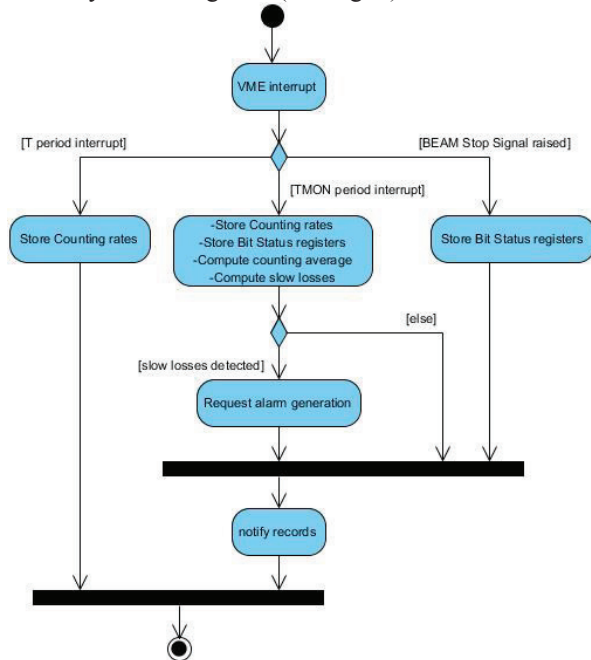 VME interrupt
[T period interrupt]
[BEAM Stop Signal raised]
[TMON period interrupt]
Store Counting rates
-Store Counting rates
-Store Bit Status registers
-Compute counting average
-Compute slow losses
Store Bit Status registers
[else]
[slow losses detected]
Request alarm generation
notify records